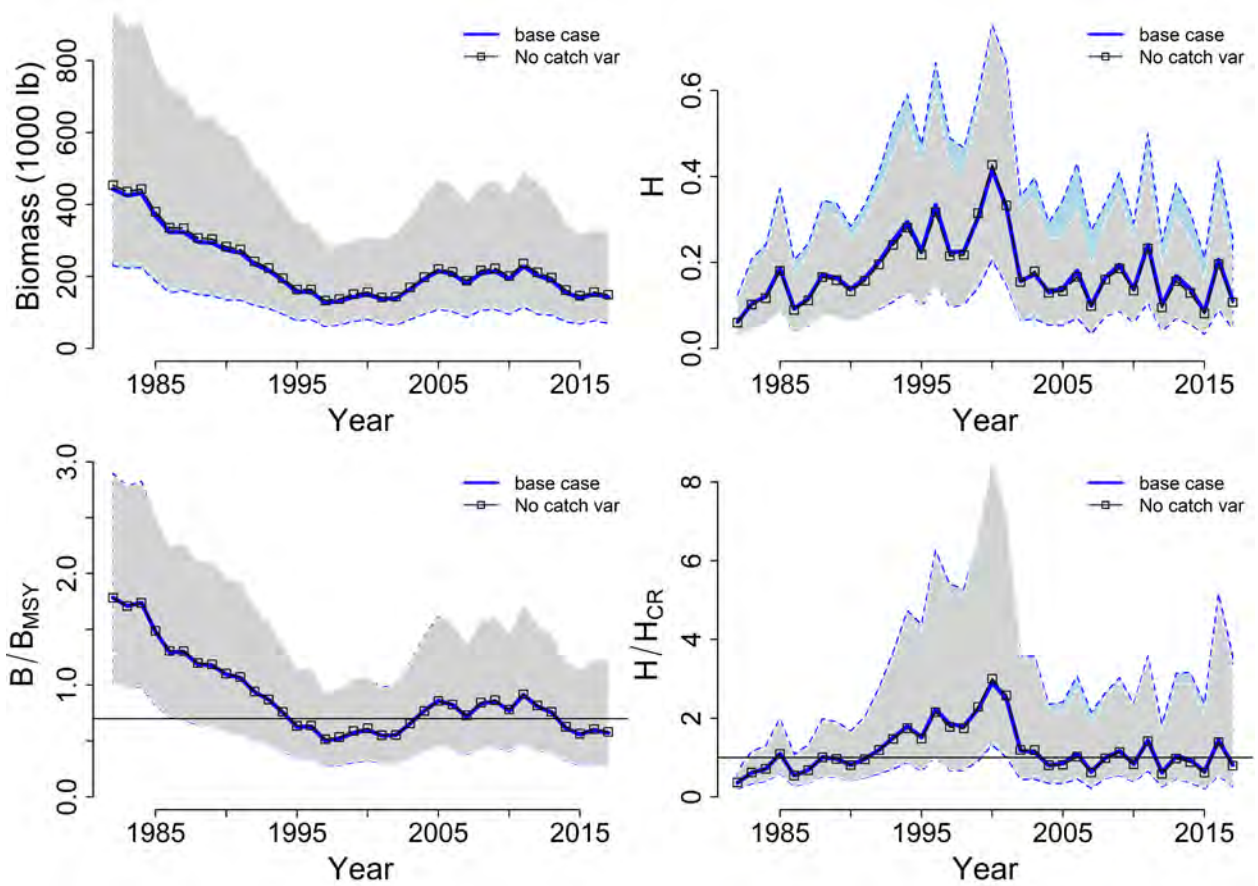 base case
No catch var
Biomass (1000 lb)
0 200 400 600 800
1985 1995 2005 2015
Year
base case
No catch var
H
0.0 0.2 0.4 0.6
1985 1995 2005 2015
Year
base case
No catch var
B/BMSY
0.0 1.0 2.0 3.0
1985 1995 2005 2015
Year
base case
No catch var
H/HCR
0 2 4 6 8
1985 1995 2005 2015
Year